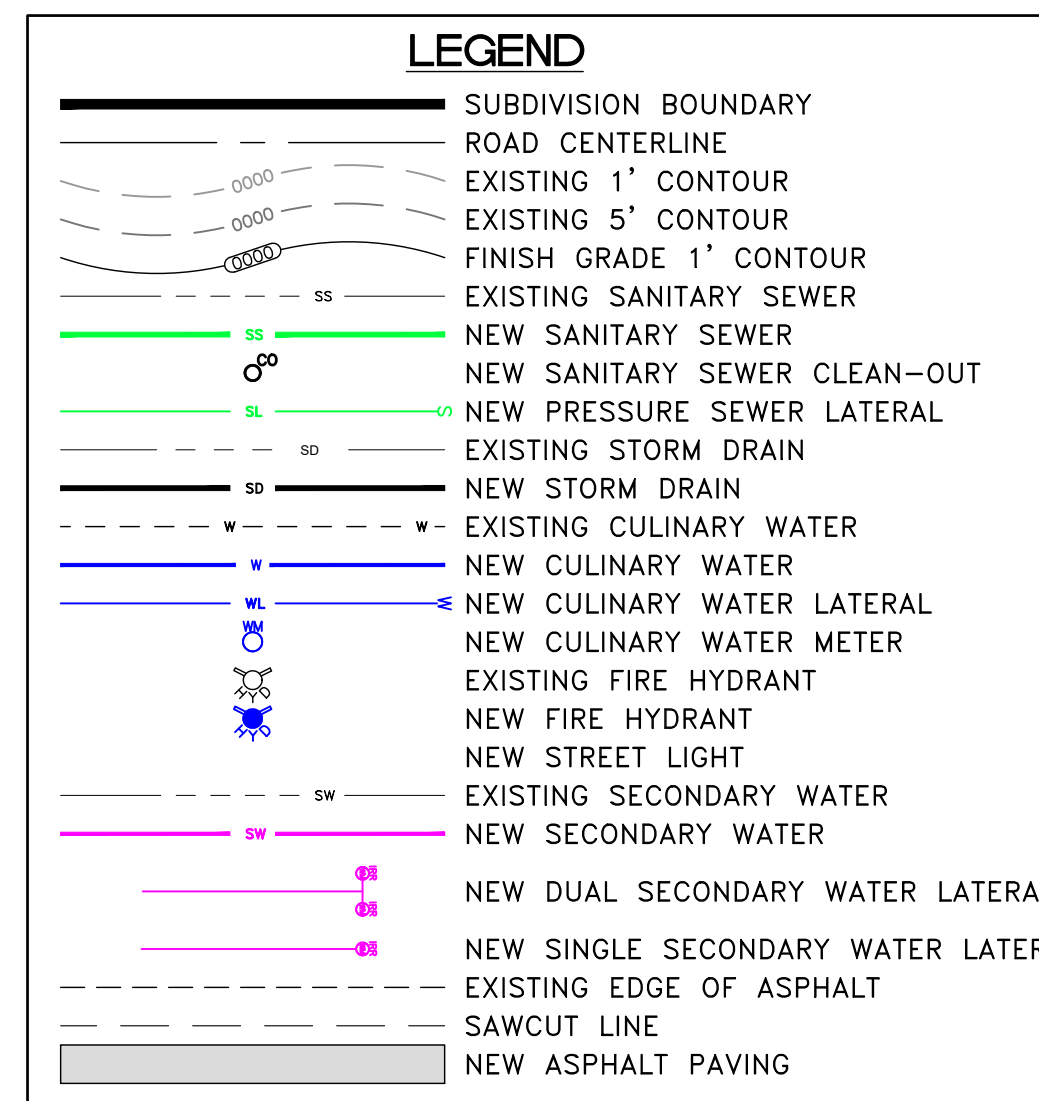 LEGEND
SUBDIVISION BOUNDARY
ROAD CENTERLINE
0000 EXISTING 1' CONTOUR
0000 EXISTING 5' CONTOUR
0000 FINISH GRADE 1' CONTOUR
SS EXISTING SANITARY SEWER
SS NEW SANITARY SEWER
CO NEW SANITARY SEWER CLEAN-OUT
SL S NEW PRESSURE SEWER LATERAL
SD EXISTING STORM DRAIN
SD NEW STORM DRAIN
W W EXISTING CULINARY WATER
W NEW CULINARY WATER
WL W NEW CULINARY WATER LATERAL
WM NEW CULINARY WATER METER
HYD EXISTING FIRE HYDRANT
HYD NEW FIRE HYDRANT
NEW STREET LIGHT
SW EXISTING SECONDARY WATER
SW NEW SECONDARY WATER
NEW DUAL SECONDARY WATER LATERA
NEW SINGLE SECONDARY WATER LATER
EXISTING EDGE OF ASPHALT
SAWCUT LINE
NEW ASPHALT PAVING